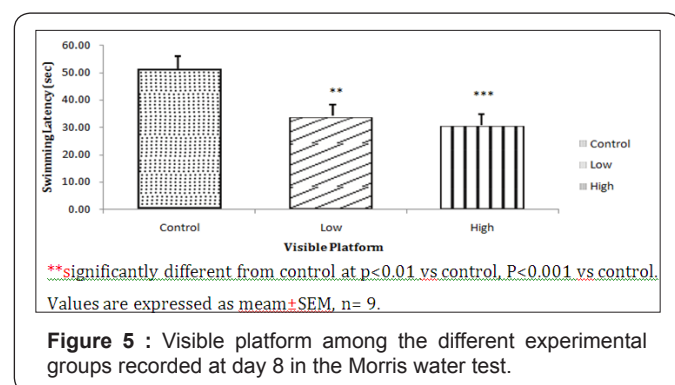 60.00
50.00
40.00
30.00
20.00
10.00
0.00
Swimming Latency (sec)
**
***
Control
Low
High
Control
Low
High
Visible Platform
**significantly different from control at p<0.01 vs control, P<0.001 vs control.
Values are expressed as meam±SEM, n= 9.
Figure 5 : Visible platform among the different experimental
groups recorded at day 8 in the Morris water test.